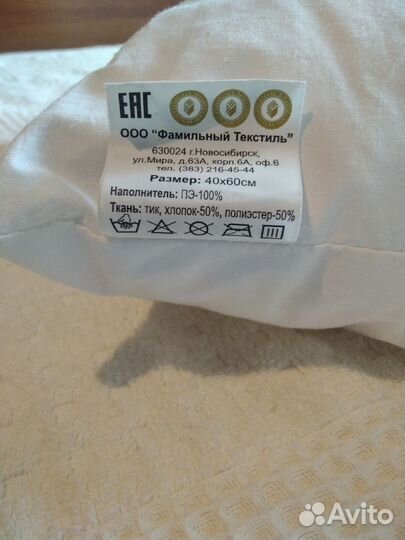 ЕАС
ООО "Фамильный Текстиль"
630024 г.Новосибирск,
ул.Мира, д.63А, корп.6А, оф.6
тел. (383) 216-45-44
Размер: 40х60см
Наполнитель: ПЭ-100%
Ткань: тик, хлопок-50%, полиэстер-50%
Avito